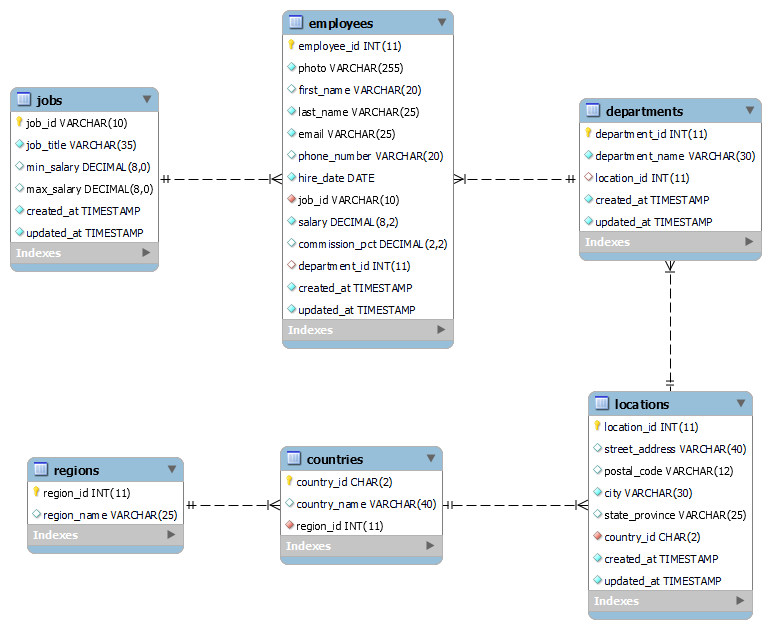 employees
employee_id INT(11)
photo VARCHAR(255)
first_name VARCHAR(20)
last_name VARCHAR(25)
email VARCHAR(25)
phone_number VARCHAR(20)
hire_date DATE
job_id VARCHAR(10)
salary DECIMAL(8,2)
commission_pct DECIMAL(2,2)
department_id INT(11)
created_at TIMESTAMP
updated_at TIMESTAMP
Indexes
jobs
job_id VARCHAR(10)
job_title VARCHAR(35)
min_salary DECIMAL(8,0)
max_salary DECIMAL(8,0)
created_at TIMESTAMP
updated_at TIMESTAMP
Indexes
departments
department_id INT(11)
department_name VARCHAR(30)
location_id INT(11)
created_at TIMESTAMP
updated_at TIMESTAMP
Indexes
regions
region_id INT(11)
region_name VARCHAR(25)
Indexes
countries
country_id CHAR(2)
country_name VARCHAR(40)
region_id INT(11)
Indexes
locations
location_id INT(11)
street_address VARCHAR(40)
postal_code VARCHAR(12)
city VARCHAR(30)
state_province VARCHAR(25)
country_id CHAR(2)
created_at TIMESTAMP
updated_at TIMESTAMP
Indexes